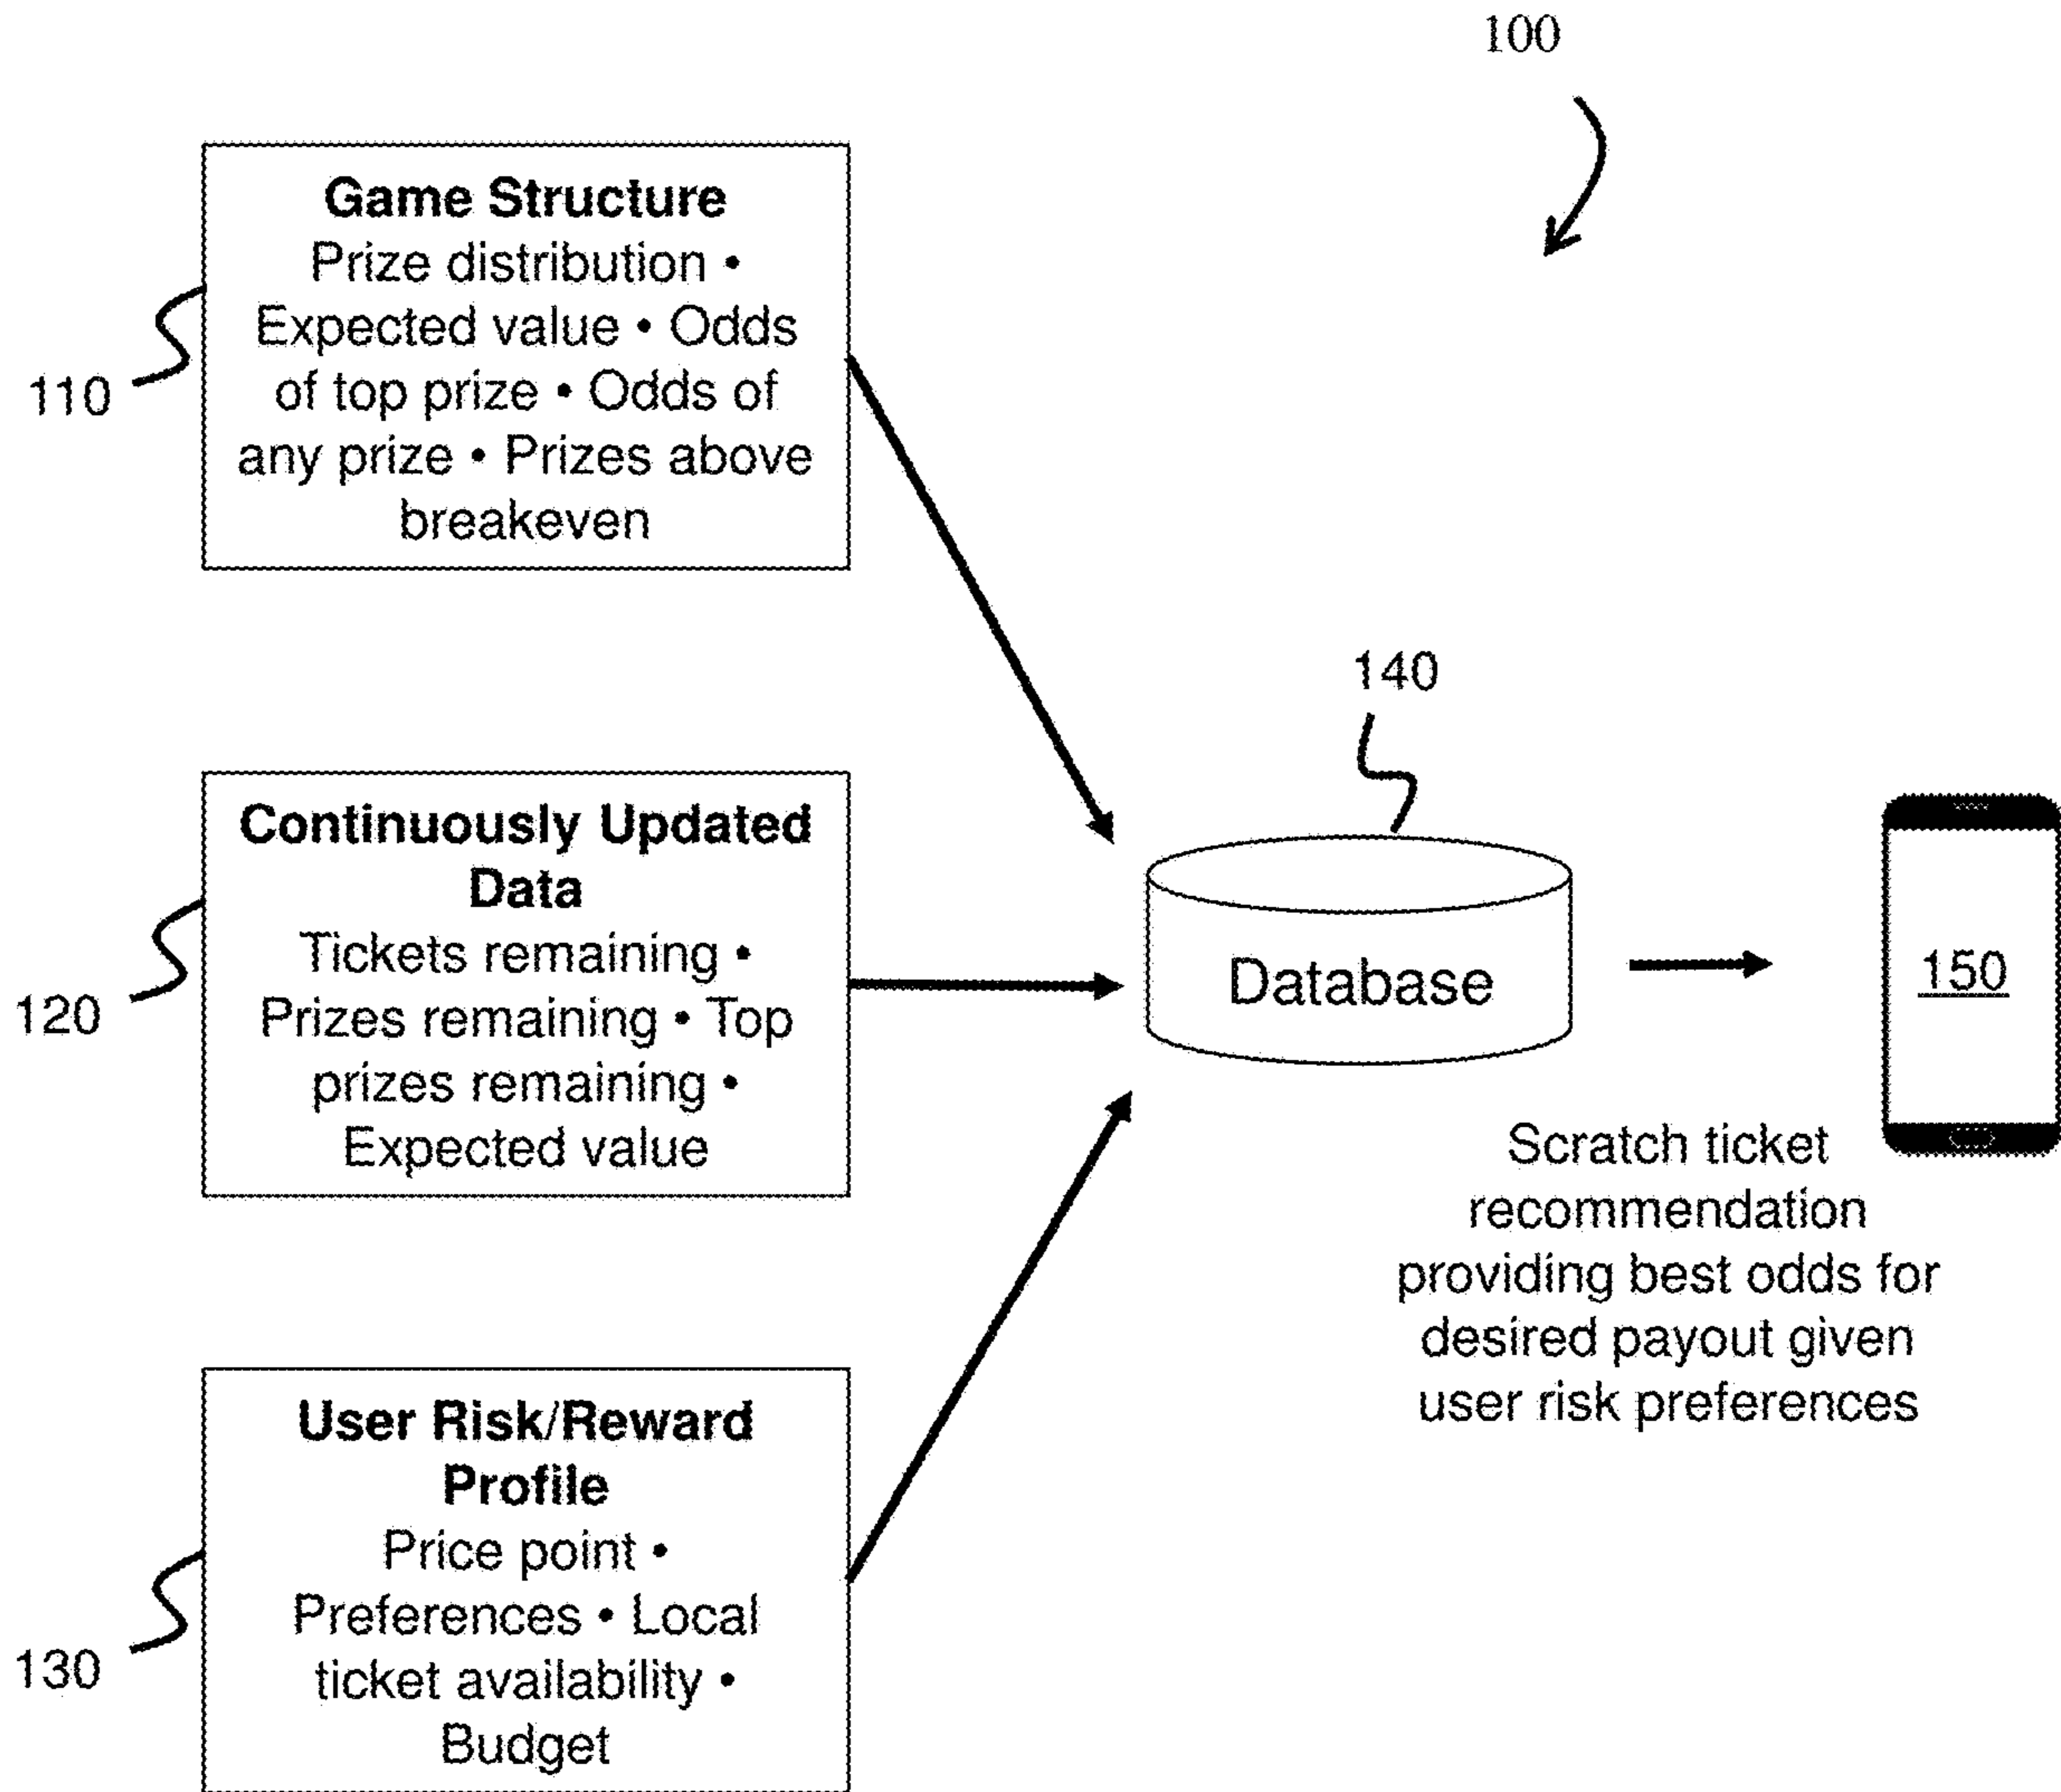 100
Game Structure
Prize distribution •
Expected value • Odds
of top prize • Odds of
any prize • Prizes above
breakeven
110
Continuously Updated
Data
Tickets remaining •
Prizes remaining • Top
prizes remaining •
Expected value
120
User Risk/Reward
Profile
Price point •
Preferences • Local
ticket availability •
Budget
130
140
Database
150
Scratch ticket
recommendation
providing best odds for
desired payout given
user risk preferences